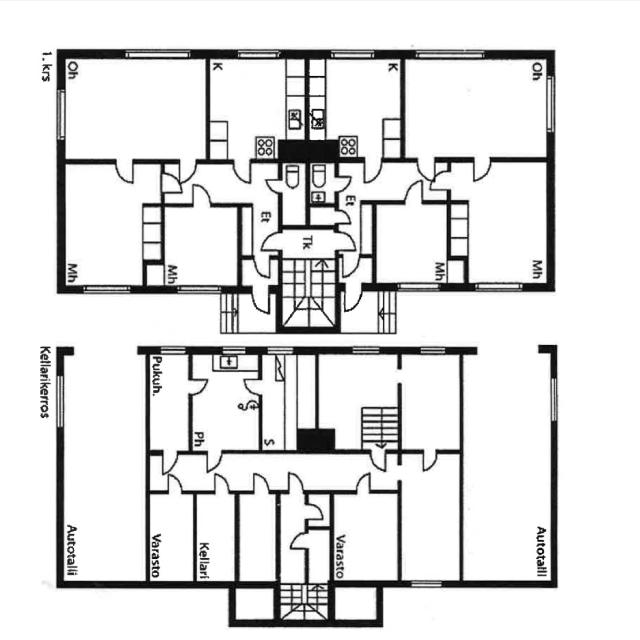 1. krs
Oh
K
K
Oh
Et
Et
Tk
Mh
Mh
Mh
Mh
Kellarikerros
Pukuh.
Ph
S
Autotalli
Varasto
Kellari
Varasto
Autotalli